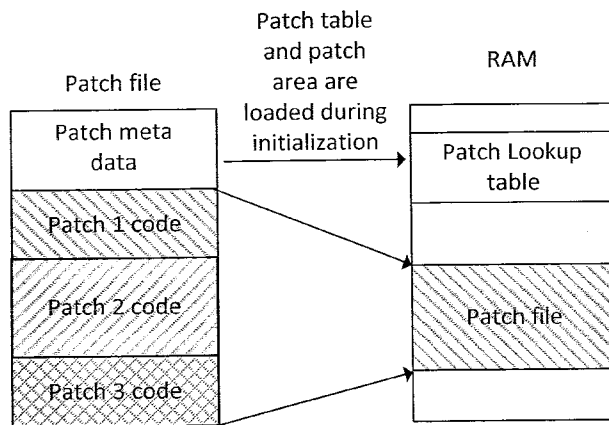 Patch table
and patch
area are
loaded during
initialization
Patch file
Patch meta
data
Patch 1 code
Patch 2 code
Patch 3 code
RAM
Patch Lookup
table
Patch file